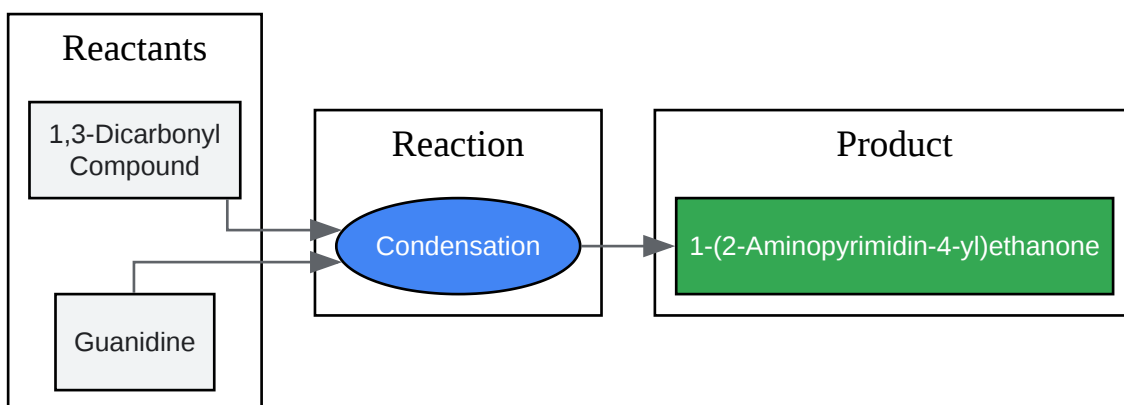 Reactants
1,3-Dicarbonyl
Compound
Guanidine
Reaction
Condensation
Product
1-(2-Aminopyrimidin-4-yl)ethanone